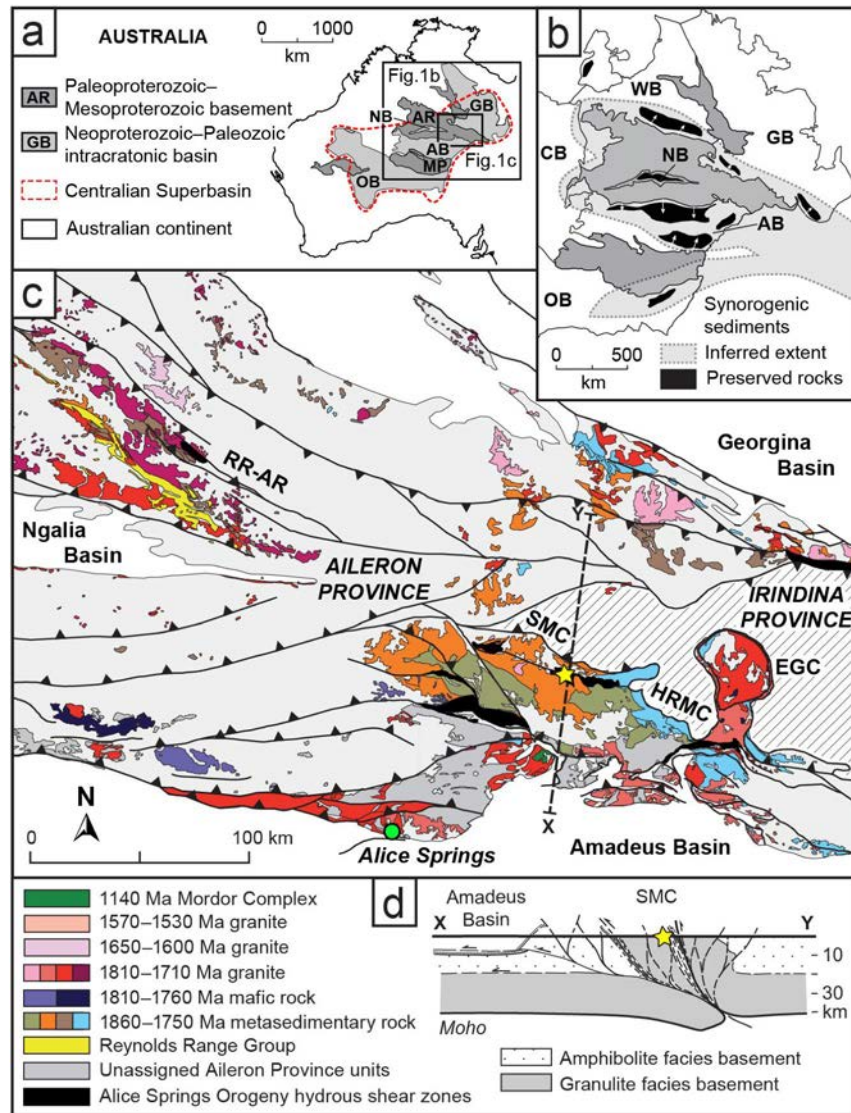 a
AUSTRALIA
0 1000
km
AR Paleoproterozoic–
Mesoproterozoic basement
GB Neoproterozoic–Paleozoic
intracratonic basin
Centralian Superbasin
Australian continent
Fig.1b
GB
NB AR
AB
Fig.1c
MP
OB
b
WB
GB
CB
NB
AB
OB
0 500
km
Synorogenic
sediments
Inferred extent
Preserved rocks
c
Georgina
Basin
RR-AR
Ngalia
Basin
Y
AILERON
PROVINCE
IRINDINA
PROVINCE
SMC
EGC
HRMC
N
0 100 km
X
Alice Springs
Amadeus Basin
1140 Ma Mordor Complex
1570–1530 Ma granite
1650–1600 Ma granite
1810–1710 Ma granite
1810–1760 Ma mafic rock
1860–1750 Ma metasedimentary rock
Reynolds Range Group
Unassigned Aileron Province units
Alice Springs Orogeny hydrous shear zones
d
Amadeus
Basin
SMC
X Y
10
30
km
Moho
Amphibolite facies basement
Granulite facies basement